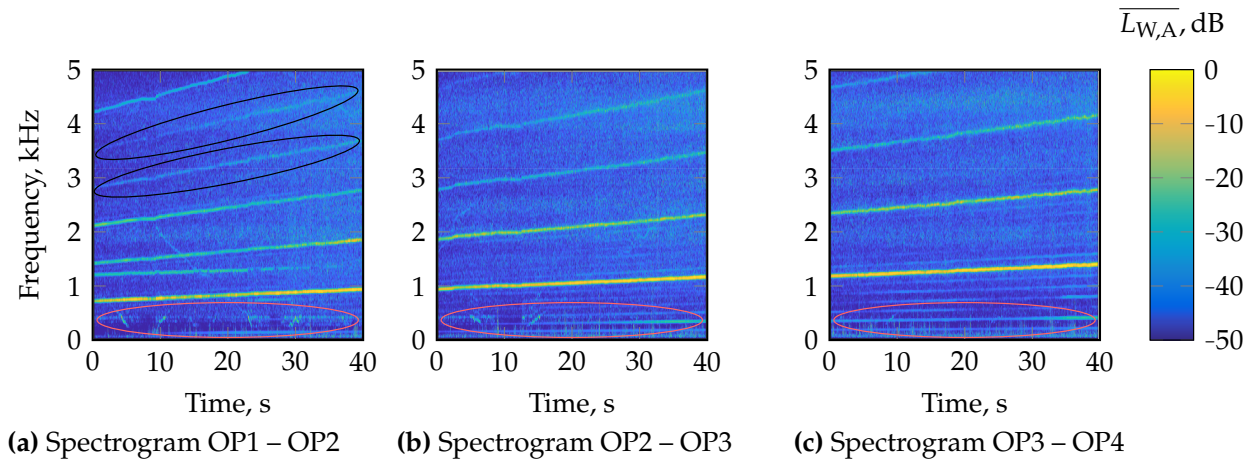 L_W,A, dB
Frequency, kHz
5
4
3
2
1
0
0 10 20 30 40
Time, s
(a) Spectrogram OP1 – OP2
5
4
3
2
1
0
0 10 20 30 40
Time, s
(b) Spectrogram OP2 – OP3
5
4
3
2
1
0
0 10 20 30 40
Time, s
(c) Spectrogram OP3 – OP4
0
-10
-20
-30
-40
-50